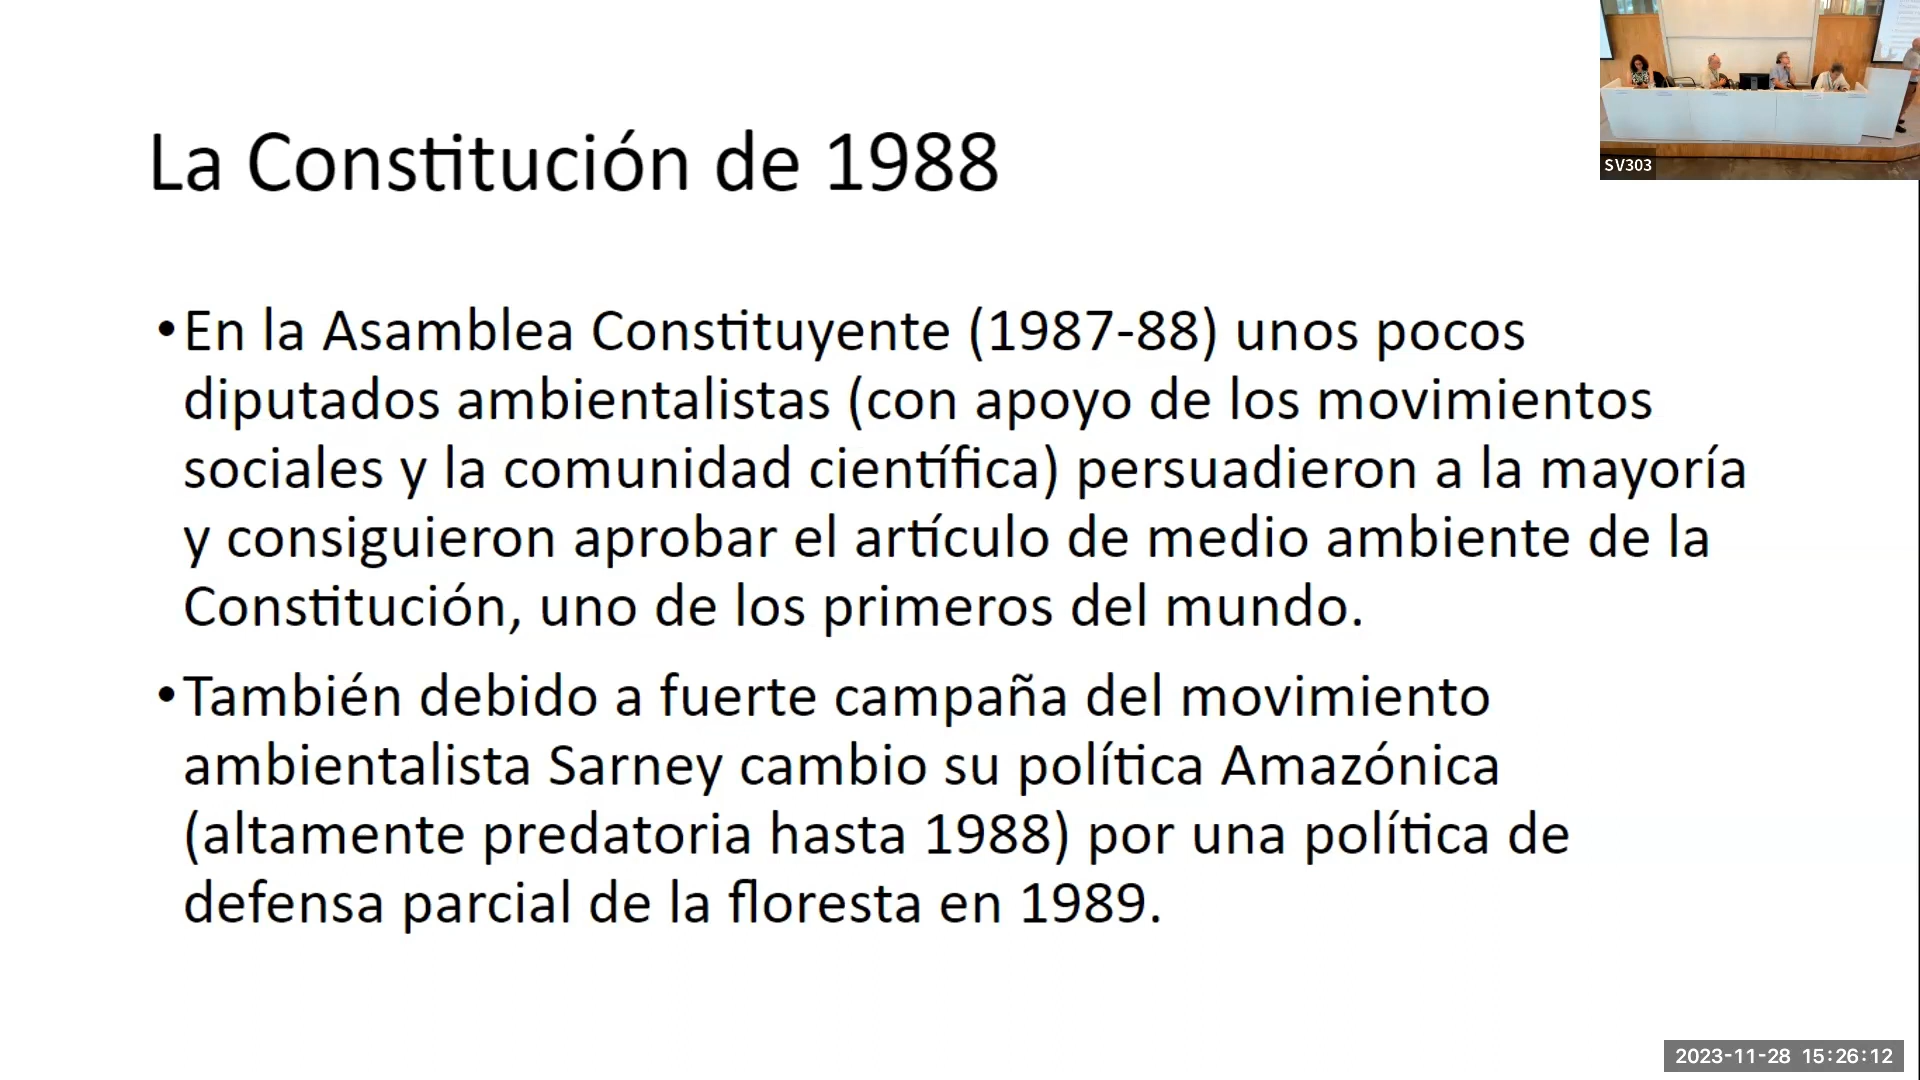 La Constitución de 1988
•En la Asamblea Constituyente (1987-88) unos pocos
diputados ambientalistas (con apoyo de los movimientos
sociales y la comunidad científica) persuadieron a la mayoría
y consiguieron aprobar el artículo de medio ambiente de la
Constitución, uno de los primeros del mundo.
•También debido a fuerte campaña del movimiento
ambientalista Sarney cambio su política Amazónica
(altamente predatoria hasta 1988) por una política de
defensa parcial de la floresta en 1989.
SV303
2023-11-28 15:26:12